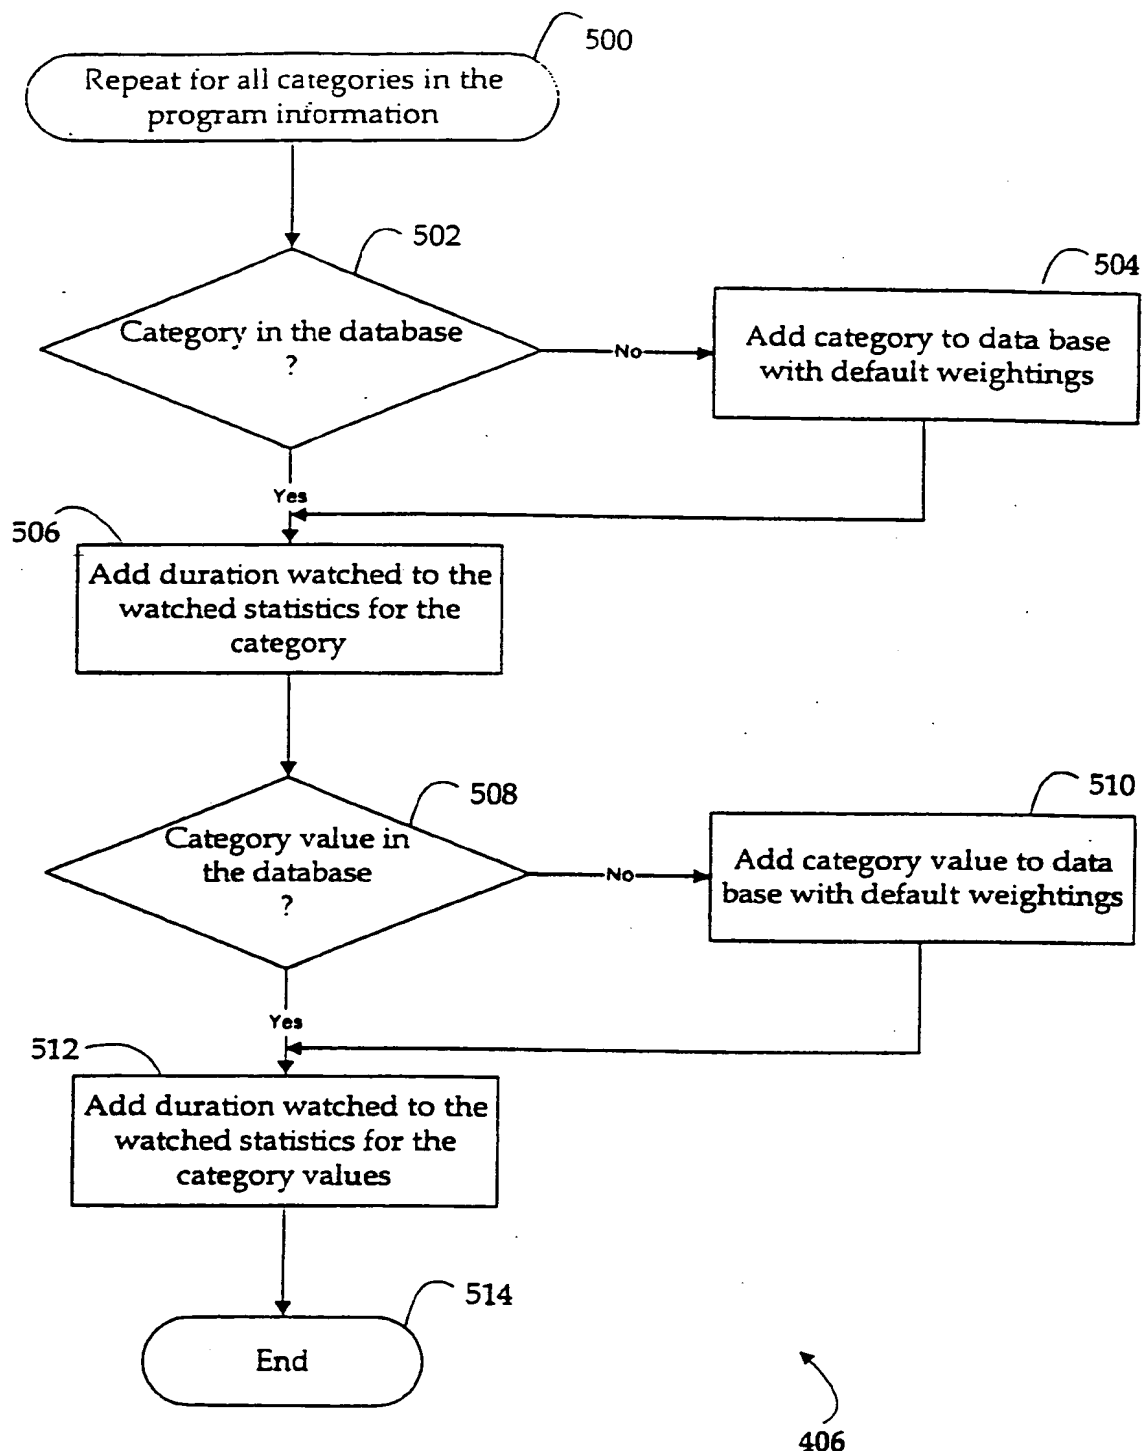 500
Repeat for all categories in the
program information
502
Category in the database
?
504
Add category to data base
with default weightings
No
Yes
506
Add duration watched to the
watched statistics for the
category
508
Category value in
the database
?
510
Add category value to data
base with default weightings
No
Yes
512
Add duration watched to the
watched statistics for the
category values
514
End
406